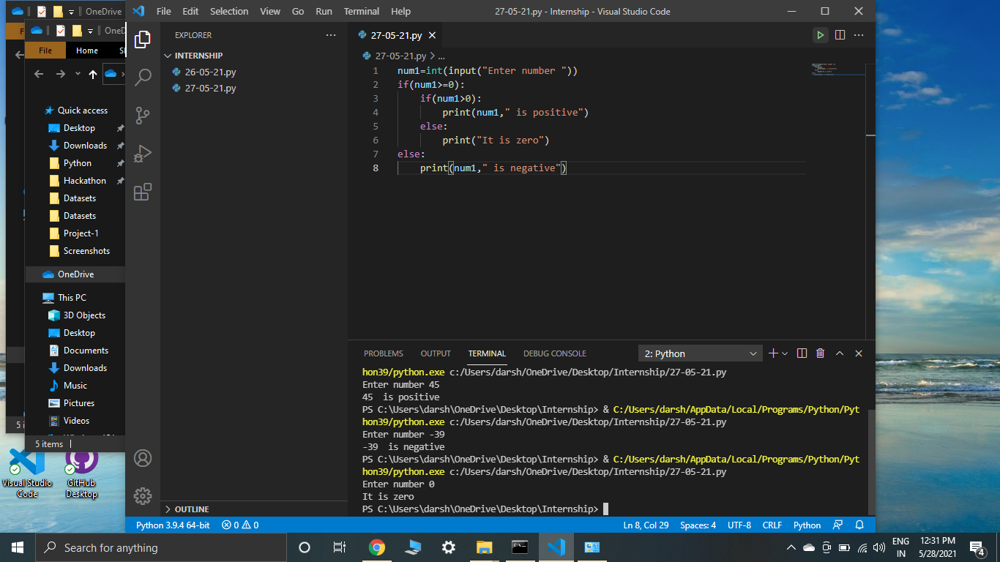 OneDrive
File Edit Selection View Go Run Terminal Help
27-05-21.py - Internship - Visual Studio Code
F
OneD
File Home Sh
EXPLORER
INTERNSHIP
26-05-21.py
27-05-21.py
OUTLINE
Quick access
Desktop
Downloads
Python
Hackathon
Datasets
Datasets
Project-1
Screenshots
OneDrive
This PC
3D Objects
Desktop
Documents
Downloads
Music
Pictures
Videos
5 i
5 items
Visual Studio
Code
GitHub
Desktop
27-05-21.py
27-05-21.py > ...
1 num1=int(input("Enter number "))
2 if(num1>=0):
3 if(num1>0):
4 print(num1," is positive")
5 else:
6 print("It is zero")
7 else:
8 print(num1," is negative")
PROBLEMS OUTPUT TERMINAL DEBUG CONSOLE
2: Python
hon39/python.exe c:/Users/darsh/OneDrive/Desktop/Internship/27-05-21.py
Enter number 45
45  is positive
PS C:\Users\darsh\OneDrive\Desktop\Internship> & C:/Users/darsh/AppData/Local/Programs/Python/Pyt
hon39/python.exe c:/Users/darsh/OneDrive/Desktop/Internship/27-05-21.py
Enter number -39
-39  is negative
PS C:\Users\darsh\OneDrive\Desktop\Internship> & C:/Users/darsh/AppData/Local/Programs/Python/Pyt
hon39/python.exe c:/Users/darsh/OneDrive/Desktop/Internship/27-05-21.py
Enter number 0
It is zero
PS C:\Users\darsh\OneDrive\Desktop\Internship>
Python 3.9.4 64-bit 0 0
Ln 8, Col 29 Spaces: 4 UTF-8 CRLF Python
Search for anything
ENG
IN
12:31 PM
5/28/2021
4